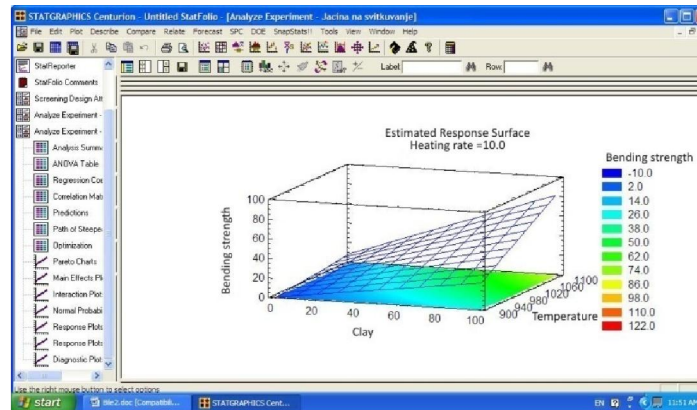 STATGRAPHICS Centurion - Untitled StatFolio - [Analyze Experiment - Jacina na svitkuvanje]
File Edit Plot Describe Compare Relate Forecast SPC DOE SnapStats!! Tools View Window Help
Label: Row:
StatReporter
StatFolio Comments
Screening Design Att
Analyze Experiment -
Analyze Experiment -
Analysis Summa
ANOVA Table
Regression Coe
Correlation Mat
Predictions
Path of Steepe
Optimization
Pareto Charts
Main Effects Pl
Interaction Plot
Normal Probabi
Response Plots
Response Plots
Diagnostic Plot
Estimated Response Surface
Heating rate =10.0
Bending strength
100
80
60
40
20
0
0 20 40 60 80 100
Clay
900 940 980 1020 1060 1100
Temperature
Bending strength
-10.0
2.0
14.0
26.0
38.0
50.0
62.0
74.0
86.0
98.0
110.0
122.0
Use the right mouse button to select options
start
file2.doc [Compatibili...
STATGRAPHICS Cent...
EN
11:51 AM